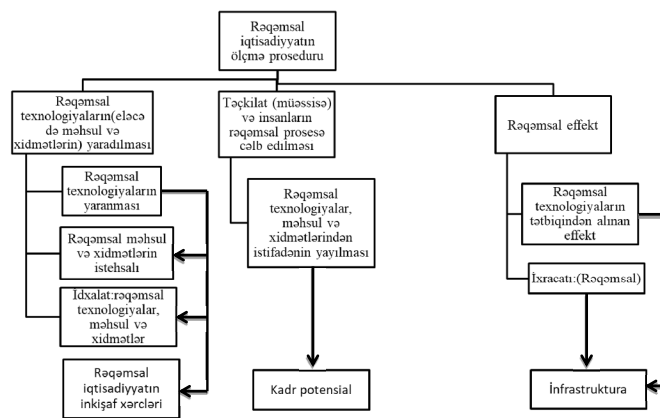 Rəqəmsal
iqtisadiyyatın
ölçmə proseduru
Rəqəmsal
texnologiyaların(eləcə
də məhsul və
xidmətlərin) yaradılması
Təçkilat (müəssisə)
və insanların
rəqəmsal prosesə
cəlb edilməsi
Rəqəmsal effekt
Rəqəmsal
texnologiyaların
yaranması
Rəqəmsal məhsul
və xidmətlərin
istehsalı
İdxalat:rəqəmsal
texnologiyalar,
məhsul və
xidmətlər
Rəqəmsal
iqtisadiyyatın
inkişaf xərcləri
Rəqəmsal
texnologiyalar,
məhsul və
xidmətlərindən
istifadənin yayılması
Kadr potensial
Rəqəmsal
texnologiyaların
tətbiqindən alınan
effekt
İxracatı:(Rəqəmsal)
İnfrastruktura